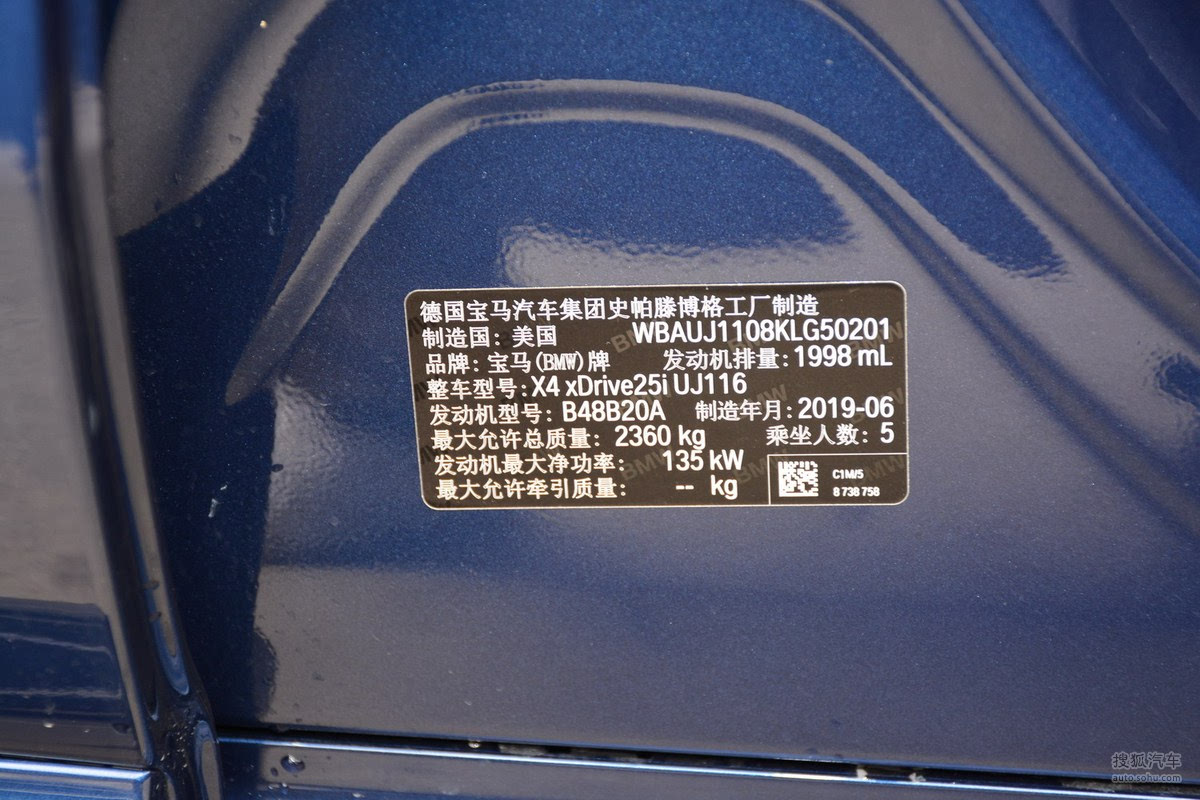 德国宝马汽车集团史帕滕博格工厂制造
制造国：美国 WBAUJ1108KLG50201
品牌：宝马(BMW)牌 发动机排量：1998 mL
整车型号：X4 xDrive25i UJ116
发动机型号：B48B20A 制造年月：2019-06
最大允许总质量：2360 kg 乘坐人数：5
发动机最大净功率：135 kW
最大允许牵引质量：-- kg
C1M/5
8 738 758
搜狐汽车
auto.sohu.com